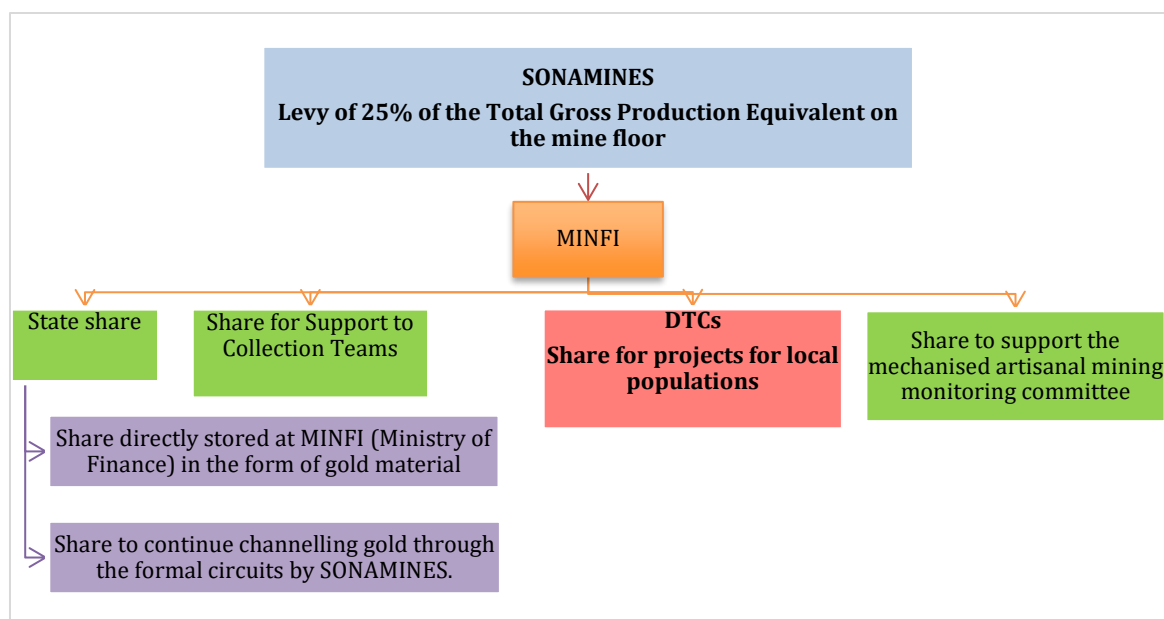 SONAMINES
Levy of 25% of the Total Gross Production Equivalent on
the mine floor
MINFI
State share
Share for Support to
Collection Teams
DTCs
Share for projects for local
populations
Share to support the
mechanised artisanal mining
monitoring committee
Share directly stored at MINFI (Ministry of
Finance) in the form of gold material
Share to continue channelling gold through
the formal circuits by SONAMINES.